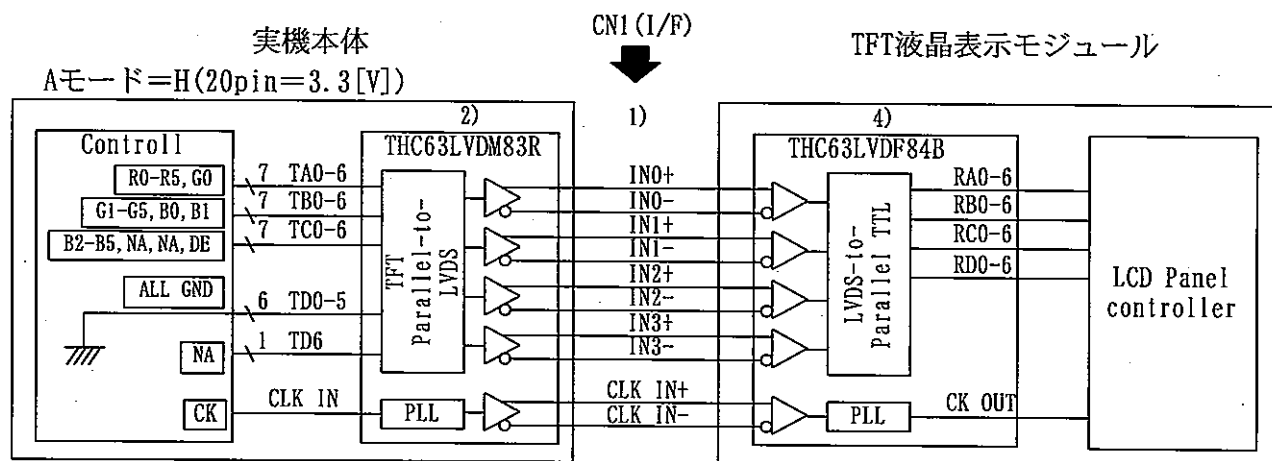 CN1(I/F)
実機本体
TFT液晶表示モジュール
Aモード=H(20pin=3.3[V])
2)
1)
4)
Controll
THC63LVDM83R
THC63LVDF84B
R0-R5,G0
7 TA0-6
IN0+
RA0-6
IN0-
G1-G5,B0,B1
7 TB0-6
IN1+
RB0-6
B2-B5,NA,NA,DE
7 TC0-6
IN1-
RC0-6
IN2+
RD0-6
ALL GND
IN2-
6 TD0-5
IN3+
NA
1 TD6
IN3-
TFT
Parallel-to-
LVDS
LVDS-to-
Parallel TTL
LCD Panel
controller
CK
CLK IN
PLL
CLK IN+
CLK IN-
PLL
CK OUT